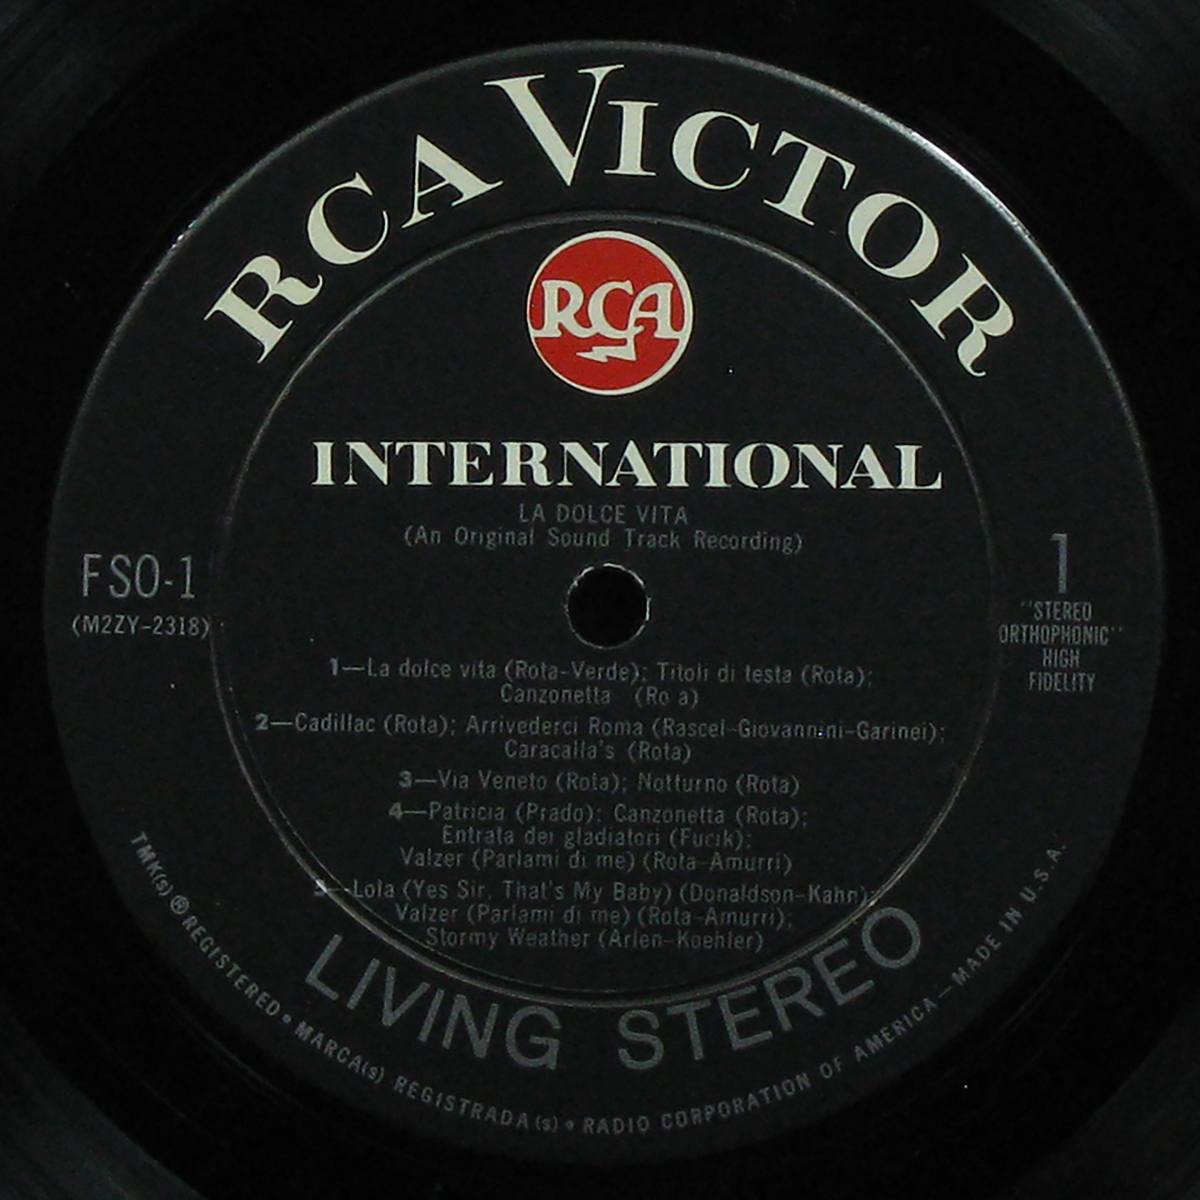 RCA VICTOR
RCA
INTERNATIONAL
LA DOLCE VITA
(An Original Sound Track Recording)
FSO-1
(M2ZY-2318)
1
"STEREO
ORTHOPHONIC"
HIGH
FIDELITY
1—La dolce vita (Rota-Verde); Titoli di testa (Rota);
Canzonetta (Ro a)
2—Cadillac (Rota); Arrivederci Roma (Rascel-Giovannini-Garinei);
Caracalla's (Rota)
3—Via Veneto (Rota); Notturno (Rota)
4—Patricia (Prado); Canzonetta (Rota);
Entrata dei gladiatori (Fucik);
Valzer (Parlami di me) (Rota-Amurri)
5—Lola (Yes Sir, That's My Baby) (Donaldson-Kahn);
Valzer (Parlami di me) (Rota-Amurri);
Stormy Weather (Arlen-Koehler)
LIVING STEREO
TMK(s) ® REGISTERED • MARCA(s) REGISTRADA(s) • RADIO CORPORATION OF AMERICA—MADE IN U.S.A.